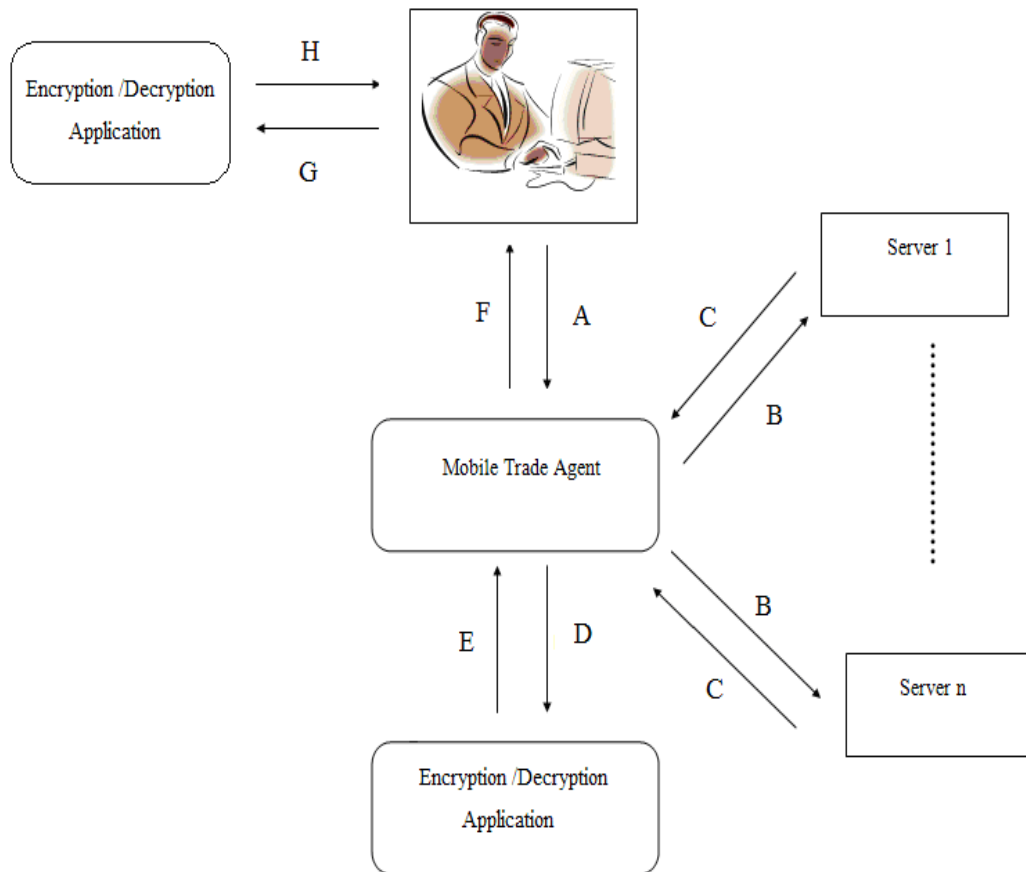 H
Encryption /Decryption
Application
G
Server 1
F
A
C
B
Mobile Trade Agent
B
E
D
C
Server n
Encryption /Decryption
Application